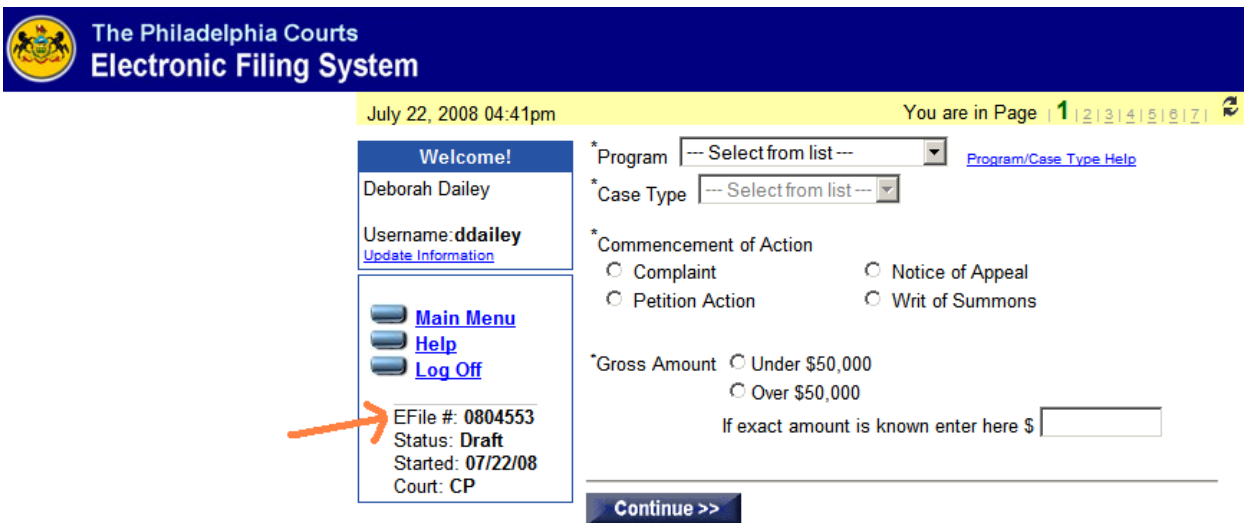 The Philadelphia Courts
Electronic Filing System
July 22, 2008 04:41pm
You are in Page | 1 | 2 | 3 | 4 | 5 | 6 | 7 |
Welcome!
Deborah Dailey
Username:ddailey
Update Information
Main Menu
Help
Log Off
EFile #: 0804553
Status: Draft
Started: 07/22/08
Court: CP
*Program --- Select from list --- Program/Case Type Help
*Case Type --- Select from list ---
*Commencement of Action
Complaint Notice of Appeal
Petition Action Writ of Summons
*Gross Amount Under $50,000
Over $50,000
If exact amount is known enter here $
Continue >>